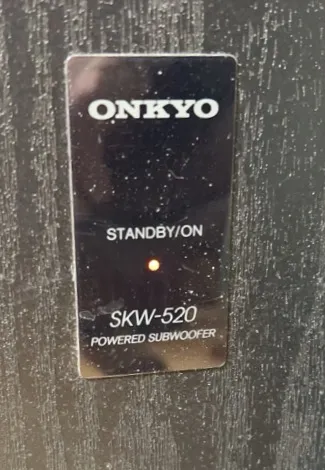 ONKYO
STANDBY/ON
SKW-520
POWERED SUBWOOFER